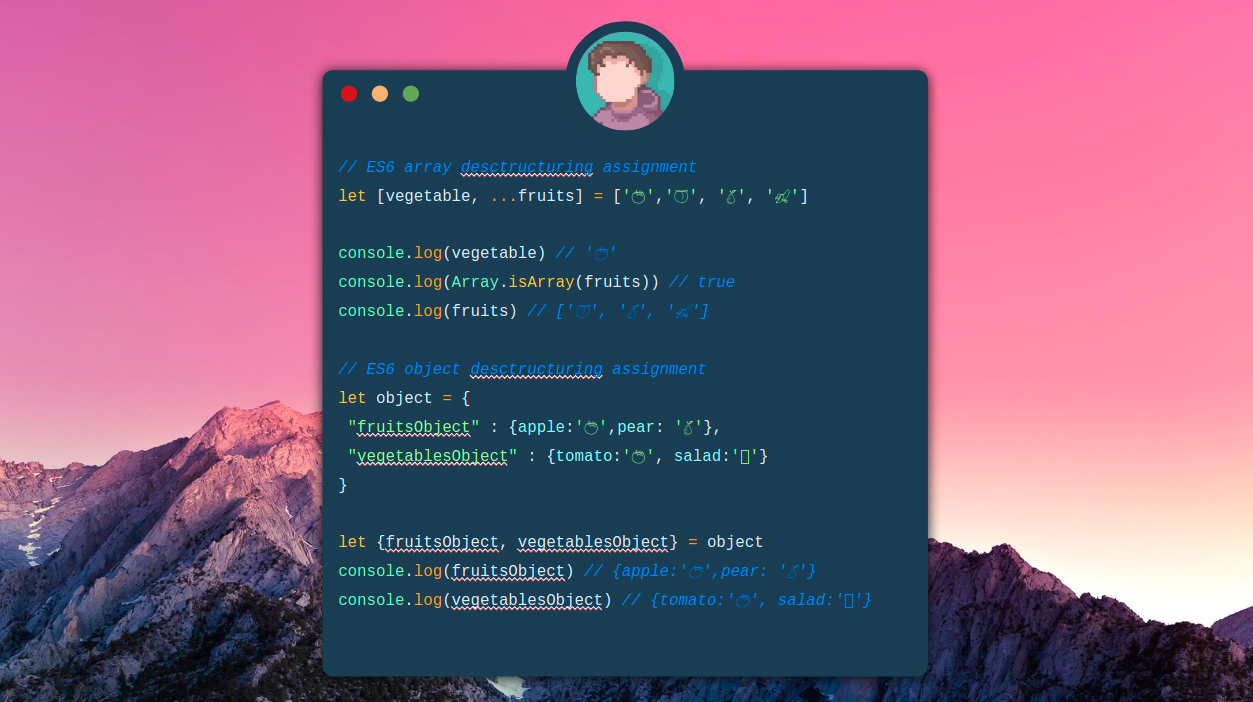 // ES6 array desctructuring assignment
let [vegetable, ...fruits] = ['🍅','', '🍐', '']
console.log(vegetable) // '🍅'
console.log(Array.isArray(fruits)) // true
console.log(fruits) // ['', '🍐', '']
// ES6 object desctructuring assignment
let object = {
"fruitsObject" : {apple:'🍅',pear: '🍐'},
"vegetablesObject" : {tomato:'🍅', salad:'▯'}
}
let {fruitsObject, vegetablesObject} = object
console.log(fruitsObject) // {apple:'🍅',pear: '🍐'}
console.log(vegetablesObject) // {tomato:'🍅', salad:'▯'}